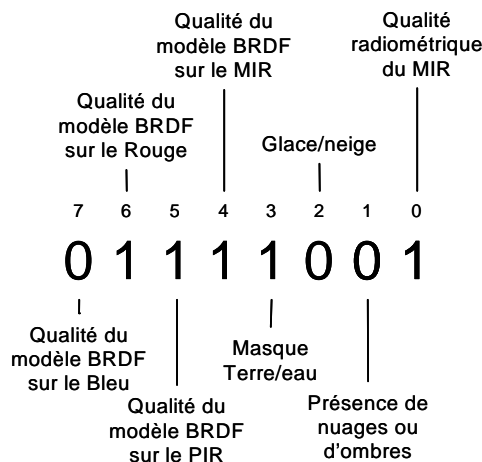 Qualité du
modèle BRDF
sur le MIR
Qualité
radiométrique
du MIR
Qualité du
modèle BRDF
sur le Rouge
Glace/neige
7 6 5 4 3 2 1 0
0 1 1 1 1 0 0 1
Qualité du
modèle BRDF
sur le Bleu
Masque
Terre/eau
Qualité du
modèle BRDF
sur le PIR
Présence de
nuages ou
d'ombres